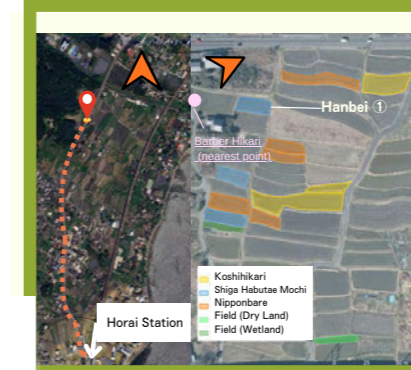 Hanbei ①
Barber Hikari
(nearest point)
Koshihikari
Shiga Habutae Mochi
Nipponbare
Field (Dry Land)
Field (Wetland)
Horai Station